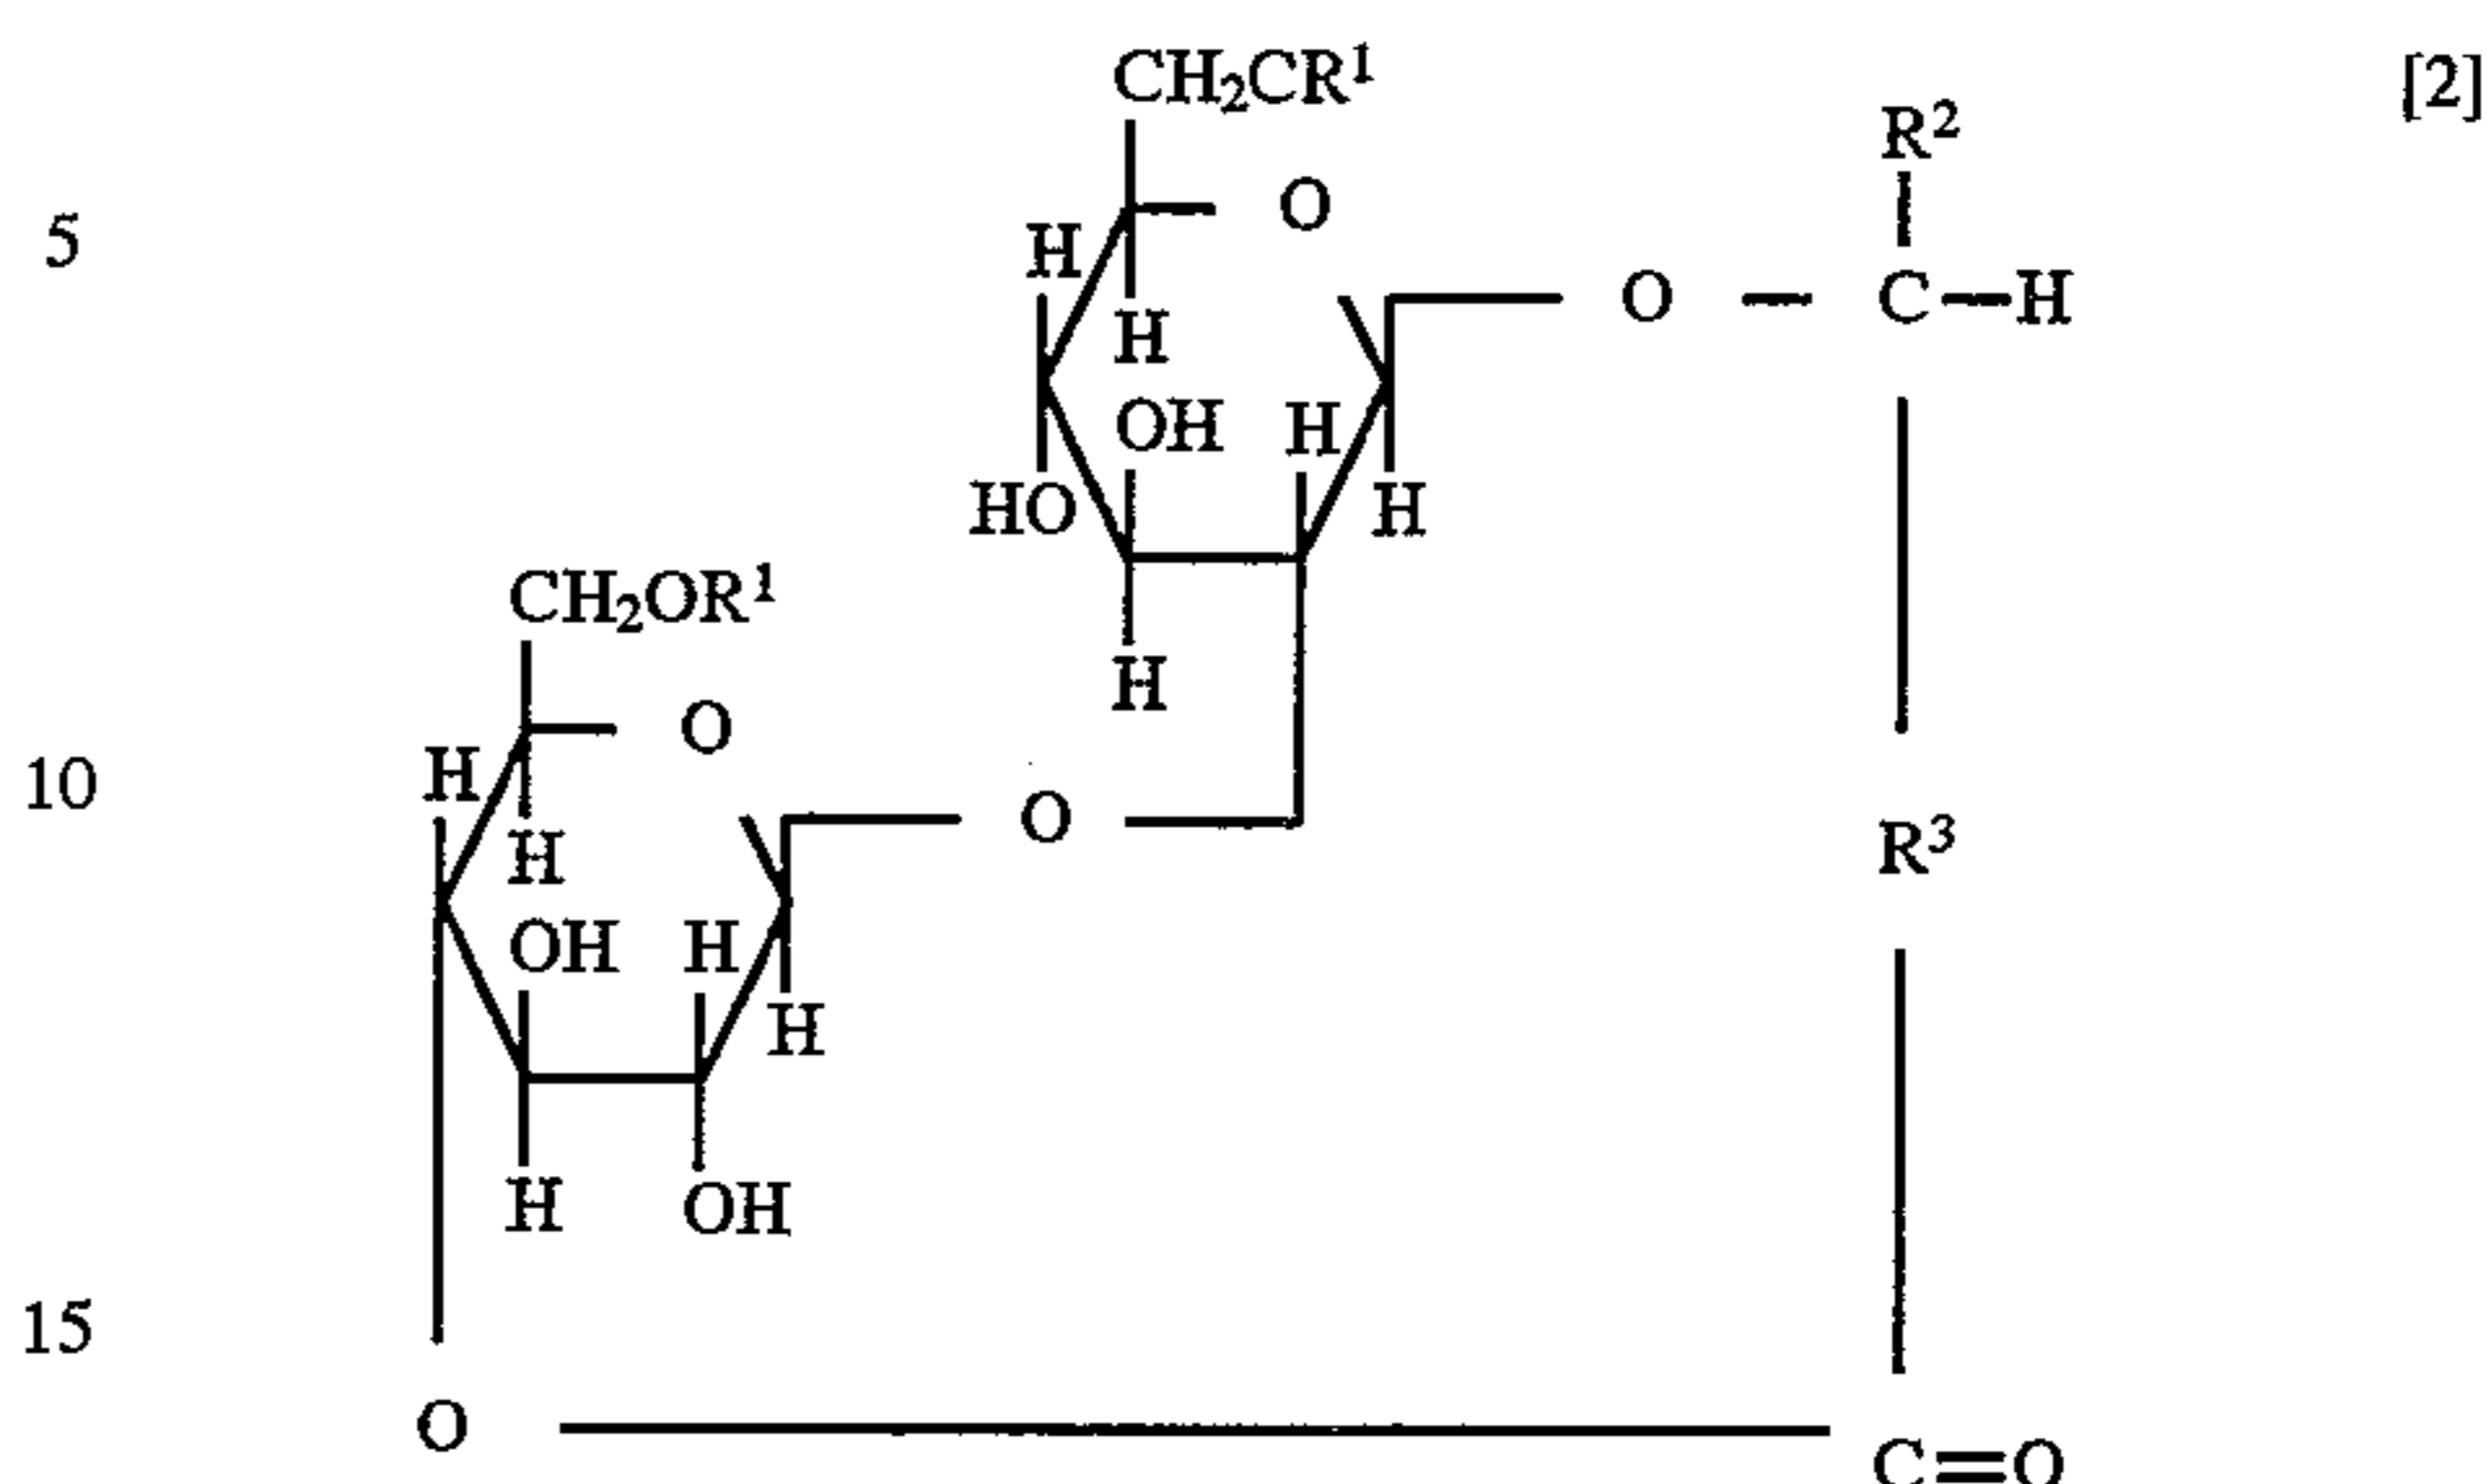 CH₂CR¹ [2]
R²
5 H O
O C H
H
OH H
HO H
CH₂OR¹
H
H O
10 O
R³
H
OH H
H
H OH
15
O
C=O